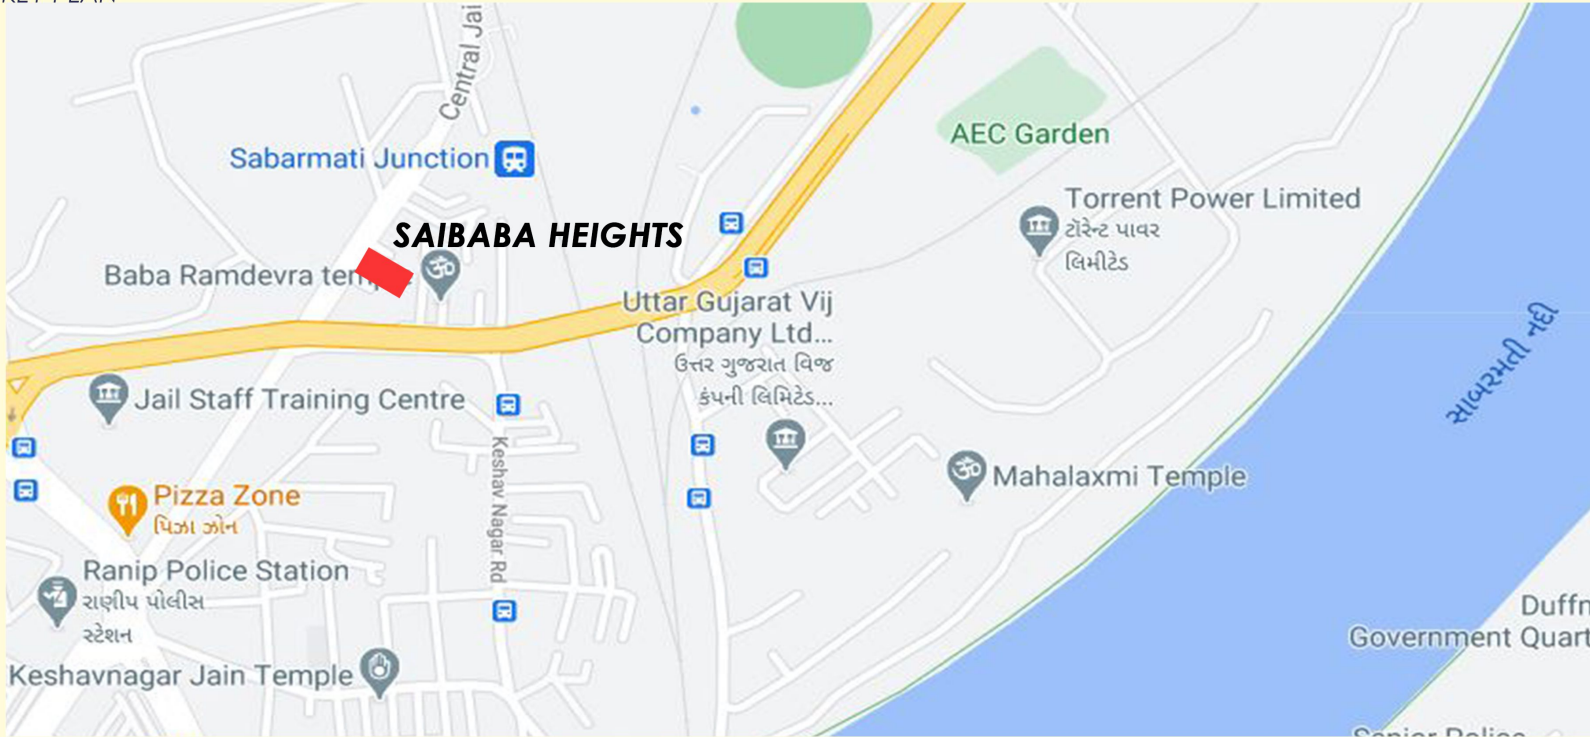 Central Jai
Sabarmati Junction
AEC Garden
Torrent Power Limited
ટૉરેન્ટ પાવર
લિમીટેડ
SAIBABA HEIGHTS
Baba Ramdevra
Uttar Gujarat Vij
Company Ltd...
ઉત્તર ગુજરાત વિજ
કંપની લિમિટેડ...
સાબરમતી નદી
Jail Staff Training Centre
Keshav Nagar Rd
Mahalaxmi Temple
Pizza Zone
પિઝા ઝોન
Ranip Police Station
રાણીપ પોલીસ
સ્ટેશન
Keshavnagar Jain Temple
Duffn
Government Quart